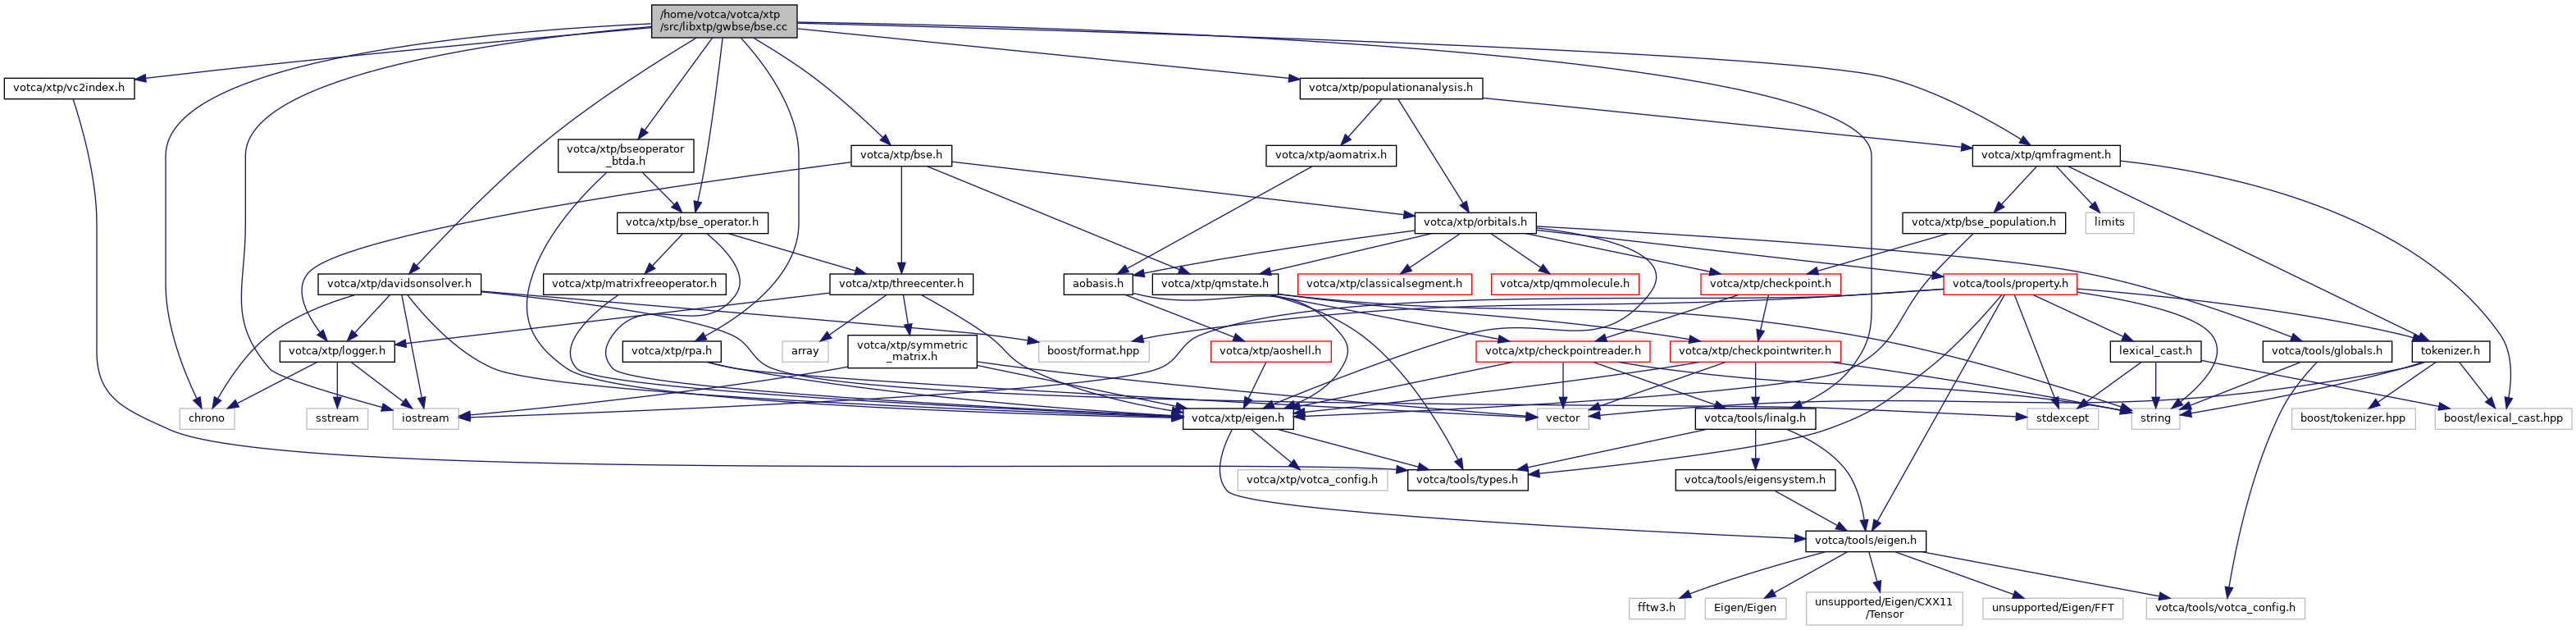 /home/votca/votca/xtp
/src/libxtp/gwbse/bse.cc
votca/xtp/vc2index.h
votca/xtp/populationanalysis.h
votca/xtp/bseoperator
_btda.h
votca/xtp/bse.h
votca/xtp/aomatrix.h
votca/xtp/qmfragment.h
votca/xtp/bse_operator.h
votca/xtp/orbitals.h
votca/xtp/bse_population.h
limits
votca/xtp/davidsonsolver.h
votca/xtp/matrixfreeoperator.h
votca/xtp/threecenter.h
aobasis.h
votca/xtp/qmstate.h
votca/xtp/classicalsegment.h
votca/xtp/qmmolecule.h
votca/xtp/checkpoint.h
votca/tools/property.h
votca/xtp/logger.h
votca/xtp/rpa.h
array
votca/xtp/symmetric
_matrix.h
boost/format.hpp
votca/xtp/aoshell.h
votca/xtp/checkpointreader.h
votca/xtp/checkpointwriter.h
lexical_cast.h
votca/tools/globals.h
tokenizer.h
chrono
sstream
iostream
votca/xtp/eigen.h
vector
votca/tools/linalg.h
stdexcept
string
boost/tokenizer.hpp
boost/lexical_cast.hpp
votca/xtp/votca_config.h
votca/tools/types.h
votca/tools/eigensystem.h
votca/tools/eigen.h
fftw3.h
Eigen/Eigen
unsupported/Eigen/CXX11
/Tensor
unsupported/Eigen/FFT
votca/tools/votca_config.h